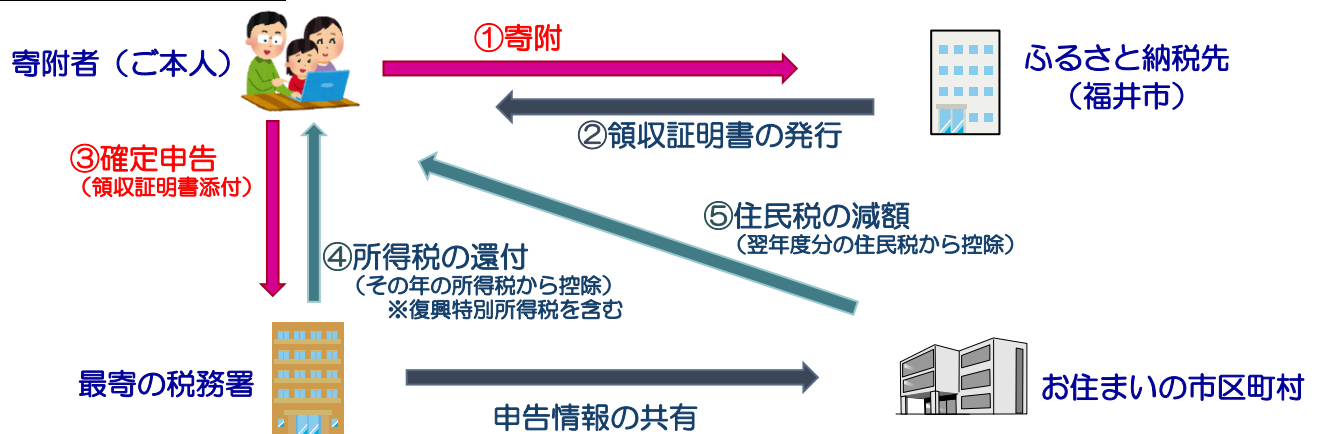 ①寄附
寄附者（ご本人）
ふるさと納税先
（福井市）
②領収証明書の発行
③確定申告
（領収証明書添付）
⑤住民税の減額
（翌年度分の住民税から控除）
④所得税の還付
（その年の所得税から控除）
※復興特別所得税を含む
最寄の税務署
お住まいの市区町村
申告情報の共有